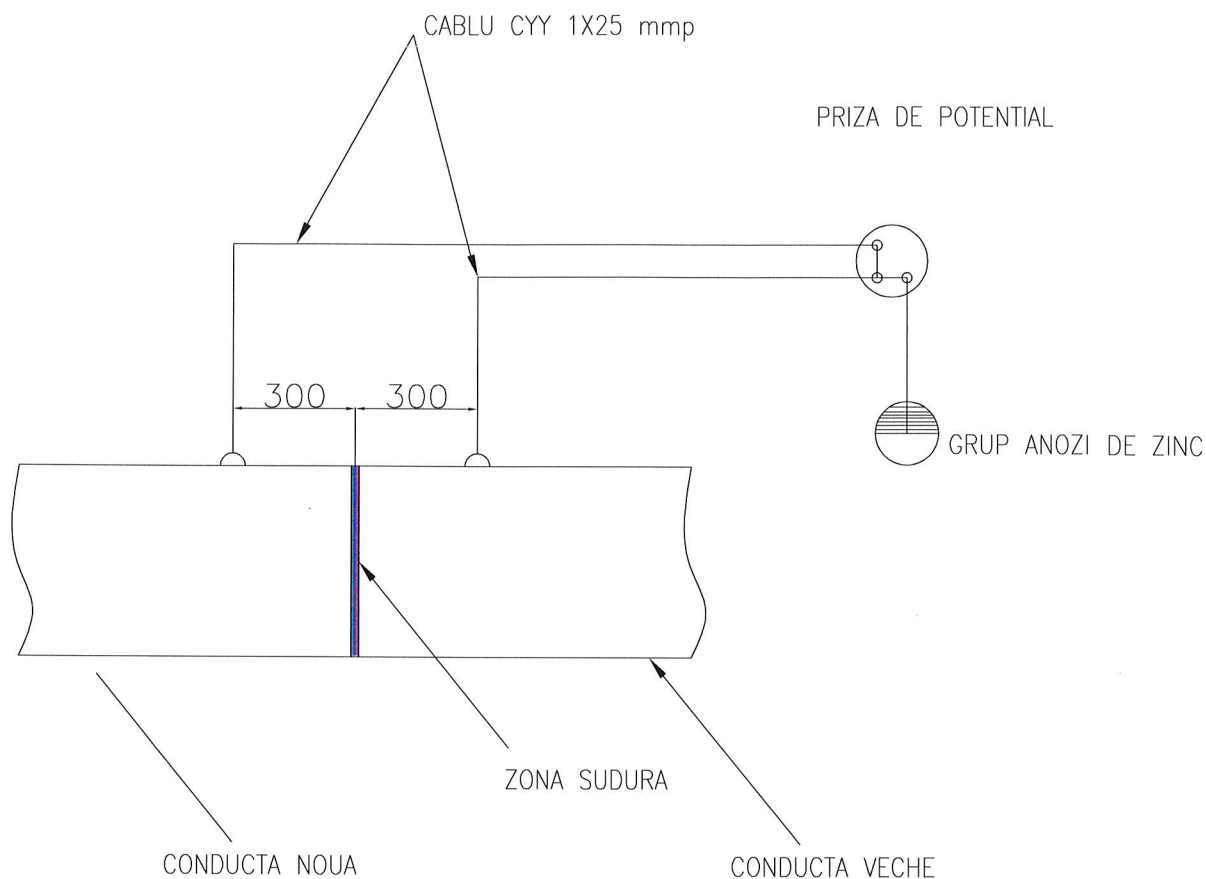 CABLU CYY 1X25 mmp
PRIZA DE POTENTIAL
300
300
GRUP ANOZI DE ZINC
ZONA SUDURA
CONDUCTA NOUA
CONDUCTA VECHE